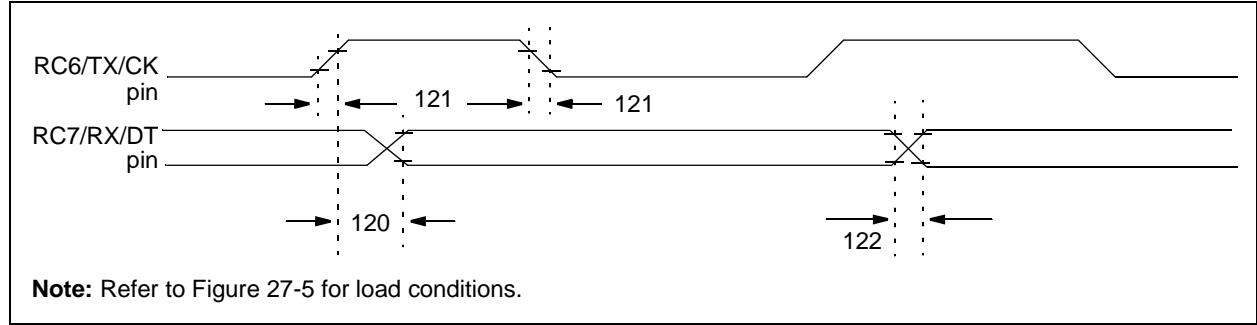 RC6/TX/CK
pin
121
121
RC7/RX/DT
pin
120
122
Note: Refer to Figure 27-5 for load conditions.